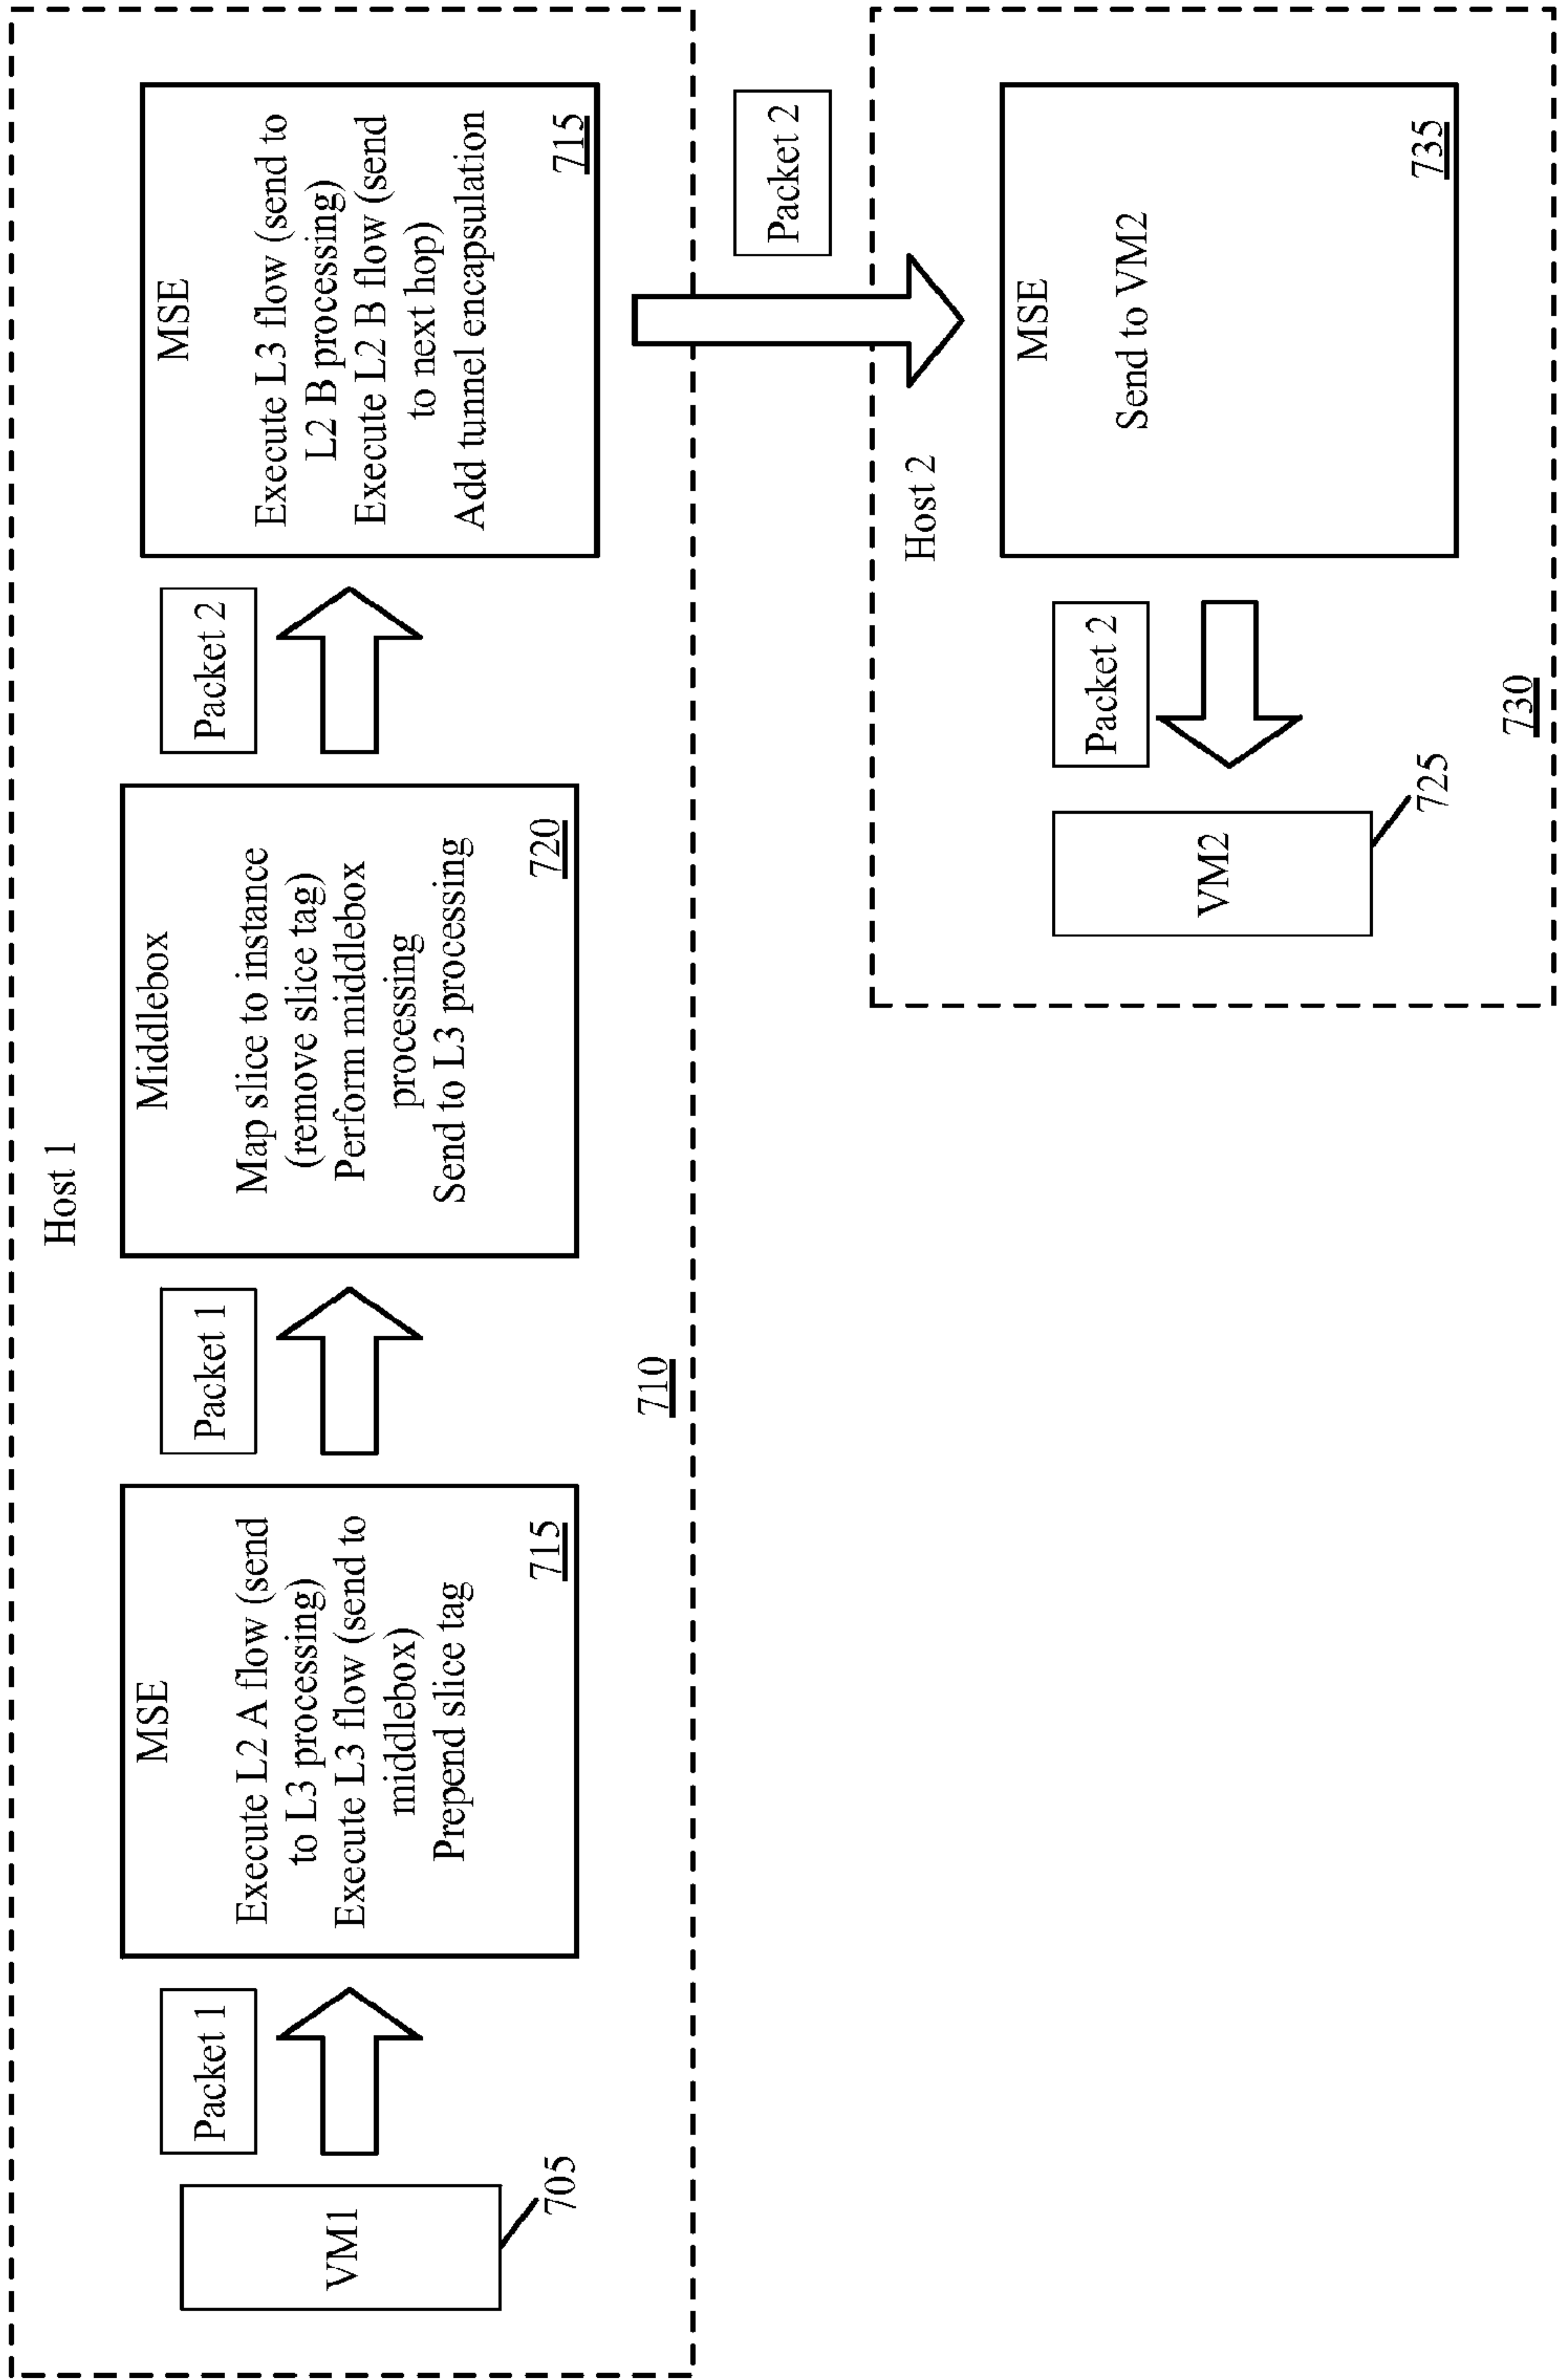 Host 1
VM1
705
Packet 1
MSE
Execute L2 A flow (send
to L3 processing)
Execute L3 flow (send to
middlebox)
Prepend slice tag
715
Packet 1
Middlebox
Map slice to instance
(remove slice tag)
Perform middlebox
processing
Send to L3 processing
720
Packet 2
MSE
Execute L3 flow (send to
L2 B processing)
Execute L2 B flow (send
to next hop)
Add tunnel encapsulation
715
710
Packet 2
Host 2
MSE
Send to VM2
735
Packet 2
VM2
725
730